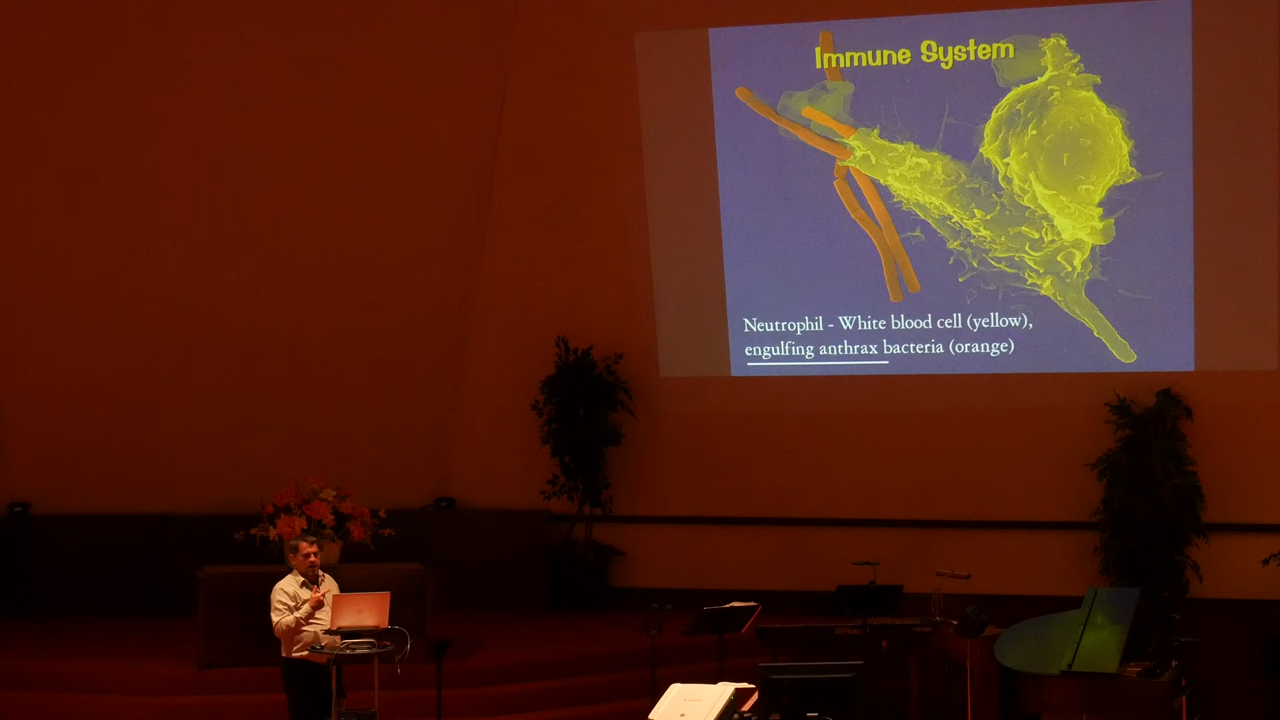 Immune System
Neutrophil - White blood cell (yellow),
engulfing anthrax bacteria (orange)